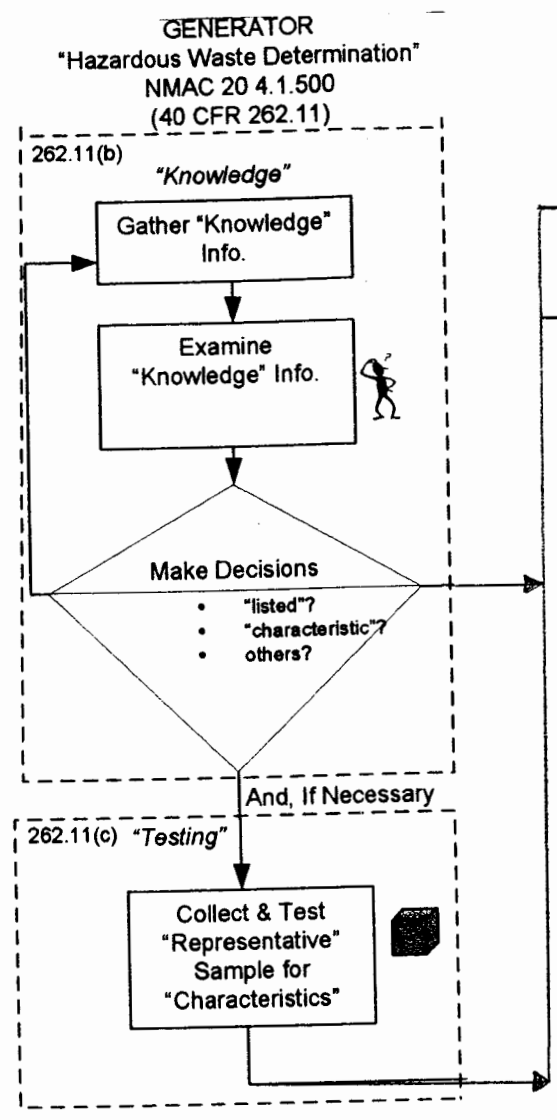 GENERATOR
“Hazardous Waste Determination”
NMAC 20 4.1.500
(40 CFR 262.11)
262.11(b)
“Knowledge”
Gather “Knowledge”
Info.
Examine
“Knowledge” Info.
?
Make Decisions
• “listed”?
• “characteristic”?
• others?
And, If Necessary
262.11(c) “Testing”
Collect & Test
“Representative”
Sample for
“Characteristics”